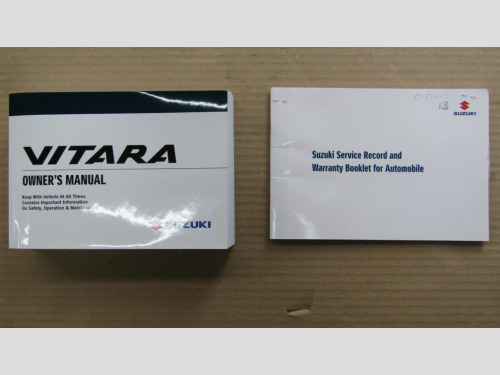 VITARA
OWNER'S MANUAL
Keep With Vehicle At All Times.
Contains Important Information
On Safety, Operation &
SUZUKI
13
SUZUKI
Suzuki Service Record and
Warranty Booklet for Automobile